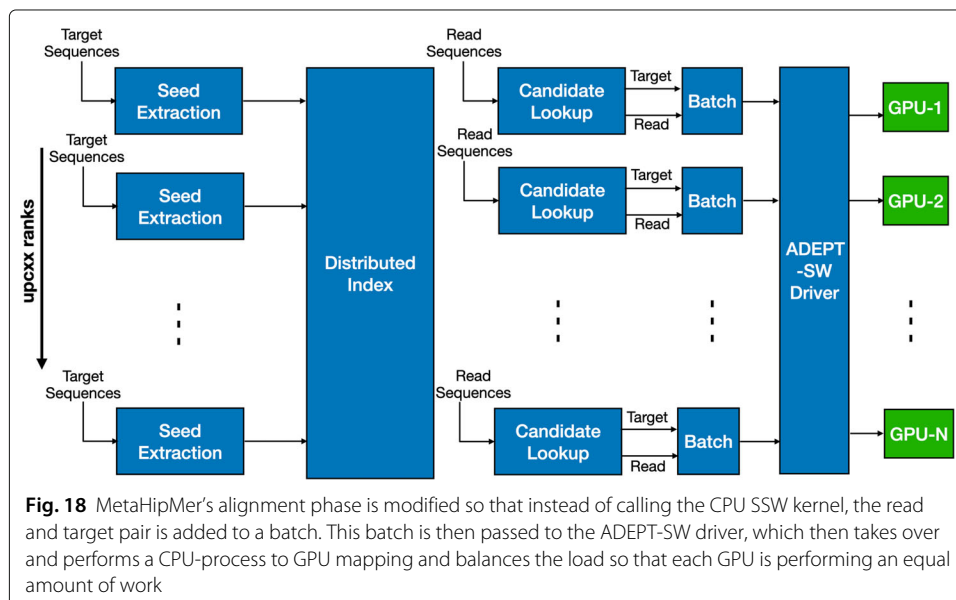 Target
Sequences
Seed
Extraction
Target
Sequences
Seed
Extraction
upcxx ranks
Target
Sequences
Seed
Extraction
Distributed
Index
Read
Sequences
Candidate
Lookup
Target
Read
Batch
Read
Sequences
Candidate
Lookup
Target
Read
Batch
Read
Sequences
Candidate
Lookup
Target
Read
Batch
ADEPT
-SW
Driver
GPU-1
GPU-2
GPU-N
Fig. 18 MetaHipMer's alignment phase is modified so that instead of calling the CPU SSW kernel, the read
and target pair is added to a batch. This batch is then passed to the ADEPT-SW driver, which then takes over
and performs a CPU-process to GPU mapping and balances the load so that each GPU is performing an equal
amount of work